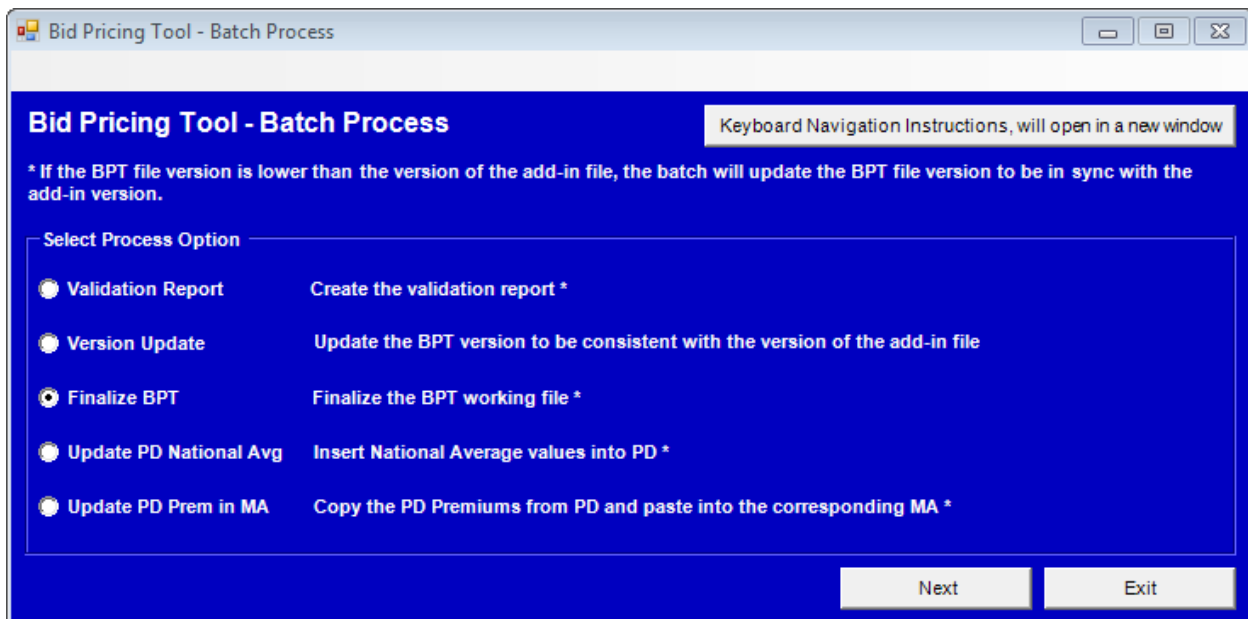 Bid Pricing Tool - Batch Process
Bid Pricing Tool - Batch Process
Keyboard Navigation Instructions, will open in a new window
* If the BPT file version is lower than the version of the add-in file, the batch will update the BPT file version to be in sync with the
add-in version.
Select Process Option
Validation Report Create the validation report *
Version Update Update the BPT version to be consistent with the version of the add-in file
Finalize BPT Finalize the BPT working file *
Update PD National Avg Insert National Average values into PD *
Update PD Prem in MA Copy the PD Premiums from PD and paste into the corresponding MA *
Next Exit